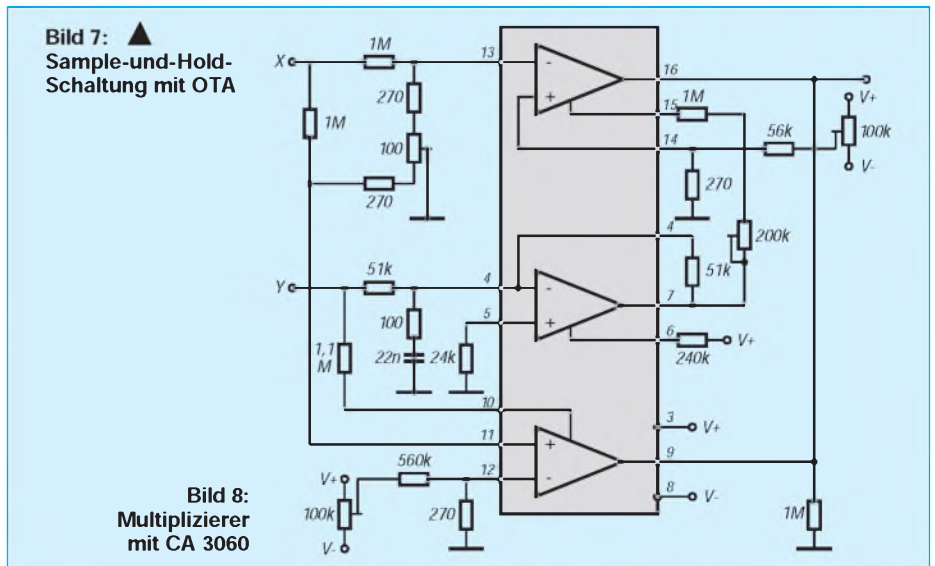 Bild 7: ▲
Sample-und-Hold-
Schaltung mit OTA
X
1M
13
-
16
1M
270
+
15
1M
V+
14
56k
100k
100
270
V-
270
4
200k
51k
Y
51k
4
-
7
100
5
+
6
V+
1,1
M
22n
24k
240k
10
3
V+
11
+
9
560k
12
-
8
V-
V+
100k
270
1M
V-
Bild 8:
Multiplizierer
mit CA 3060